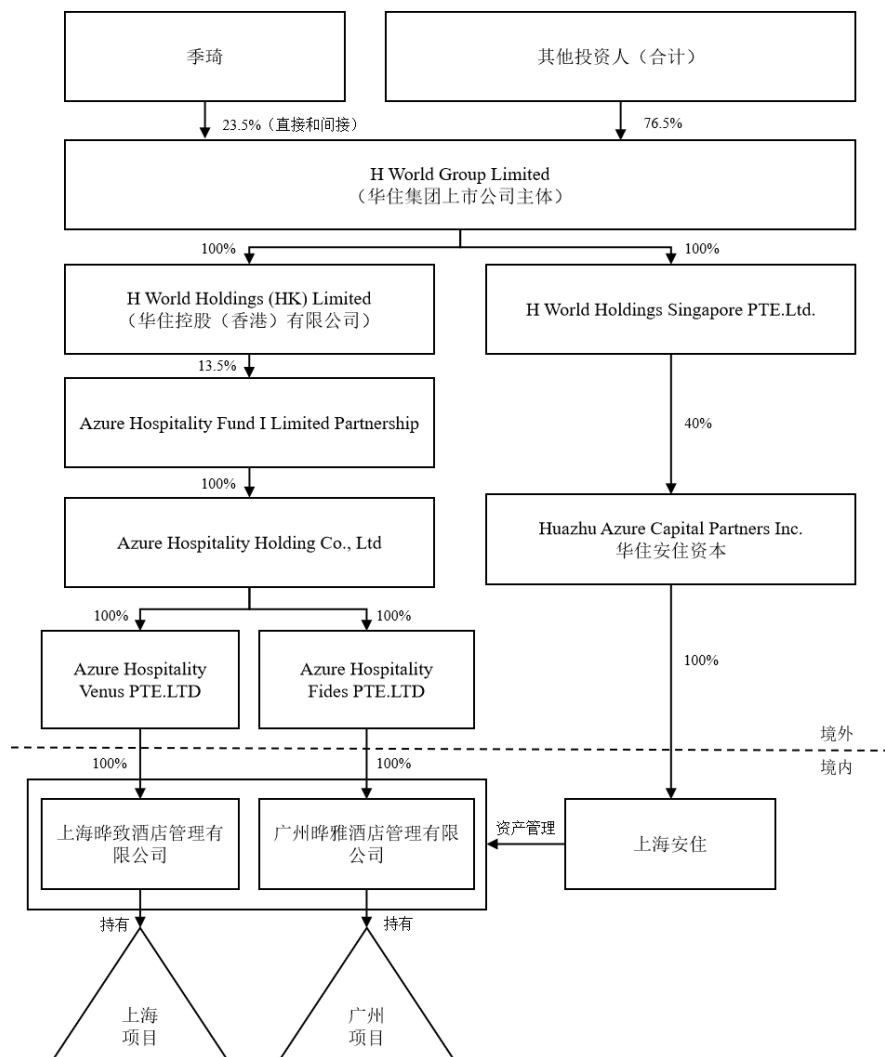 季琦
其他投资人（合计）
23.5%（直接和间接）
76.5%
H World Group Limited
（华住集团上市公司主体）
100%
100%
H World Holdings (HK) Limited
（华住控股（香港）有限公司）
H World Holdings Singapore PTE.Ltd.
13.5%
Azure Hospitality Fund I Limited Partnership
40%
100%
Azure Hospitality Holding Co., Ltd
Huazhu Azure Capital Partners Inc.
华住安住资本
100%
100%
Azure Hospitality
Venus PTE.LTD
Azure Hospitality
Fides PTE.LTD
100%
境外
境内
100%
100%
上海晔致酒店管理有
限公司
广州晔雅酒店管理有限
公司
资产管理
上海安住
持有
持有
上海
项目
广州
项目